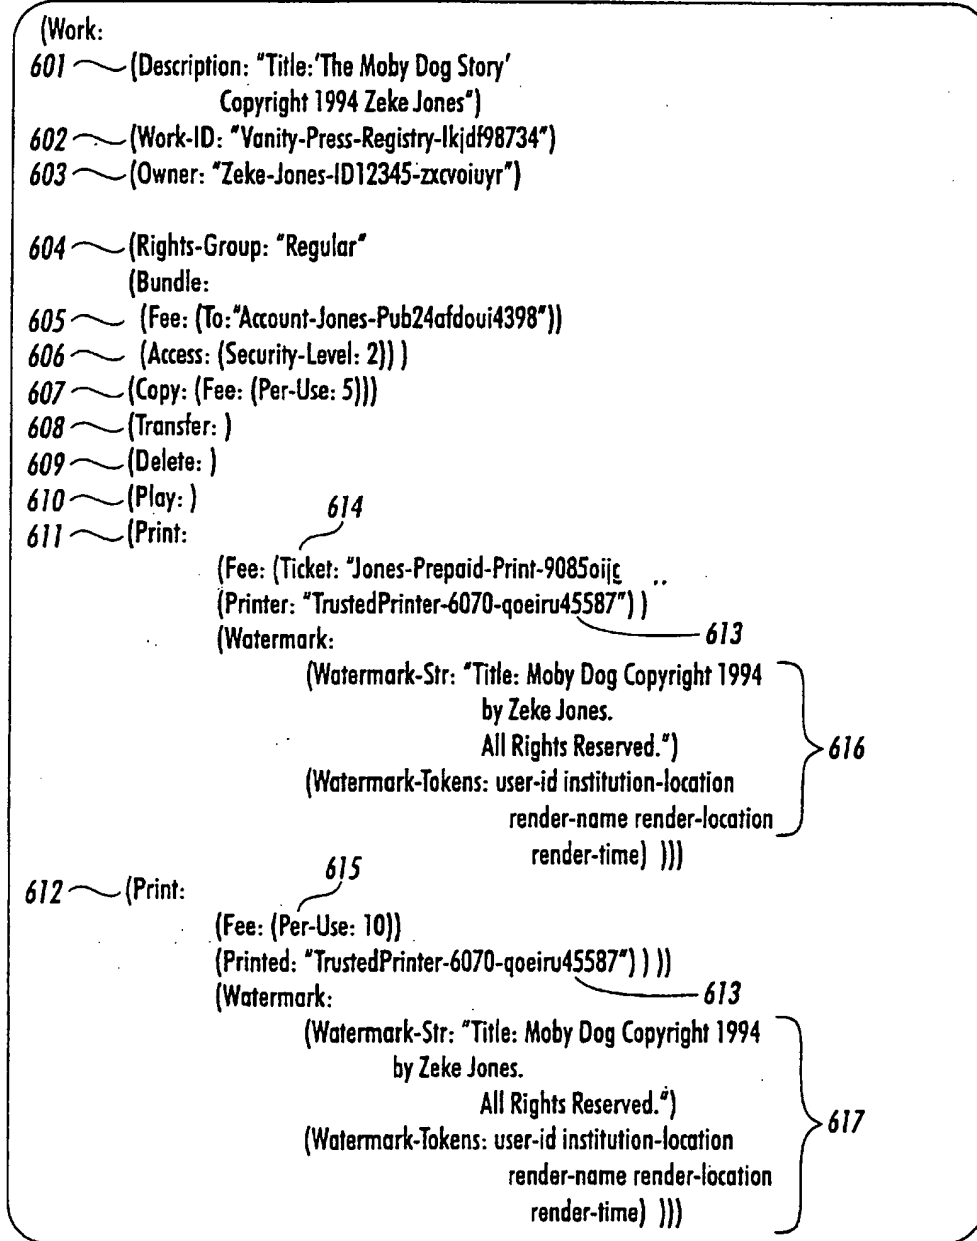 (Work:
601 (Description: "Title:'The Moby Dog Story'
Copyright 1994 Zeke Jones")
602 (Work-ID: "Vanity-Press-Registry-lkjdf98734")
603 (Owner: "Zeke-Jones-ID12345-zxcvoiuyr")
604 (Rights-Group: "Regular"
(Bundle:
605 (Fee: (To:"Account-Jones-Pub24afdoui4398"))
606 (Access: (Security-Level: 2)) )
607 (Copy: (Fee: (Per-Use: 5)))
608 (Transfer: )
609 (Delete: )
610 (Play: )
614
611 (Print:
(Fee: (Ticket: "Jones-Prepaid-Print-9085oijc
(Printer: "TrustedPrinter-6070-qoeiru45587") )
613
(Watermark:
(Watermark-Str: "Title: Moby Dog Copyright 1994
by Zeke Jones.
All Rights Reserved.")
616
(Watermark-Tokens: user-id institution-location
render-name render-location
render-time) )))
615
612 (Print:
(Fee: (Per-Use: 10))
(Printed: "TrustedPrinter-6070-qoeiru45587") ) ))
613
(Watermark:
(Watermark-Str: "Title: Moby Dog Copyright 1994
by Zeke Jones.
All Rights Reserved.")
617
(Watermark-Tokens: user-id institution-location
render-name render-location
render-time) )))